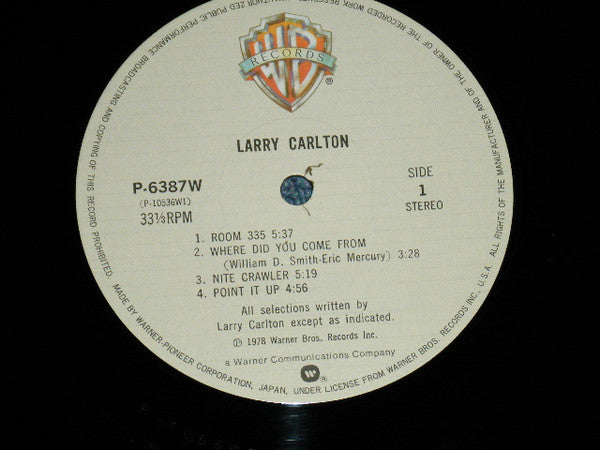 WB
RECORDS
®
LARRY CARLTON
P-6387W
(P-10536W1)
33⅓RPM
SIDE
1
STEREO
1. ROOM 335 5:37
2. WHERE DID YOU COME FROM
(William D. Smith-Eric Mercury) 3:28
3. NITE CRAWLER 5:19
4. POINT IT UP 4:56
All selections written by
Larry Carlton except as indicated.
℗ 1978 Warner Bros. Records Inc.
a Warner Communications Company
MADE BY WARNER-PIONEER CORPORATION, JAPAN, UNDER LICENSE FROM WARNER BROS. RECORDS INC., U.S.A. ALL RIGHTS OF THE MANUFACTURER AND OF THE OWNER OF THE RECORDED WORK RESERVED. PUBLIC PERFORMANCE BROADCASTING AND COPYING OF THIS RECORD PROHIBITED.